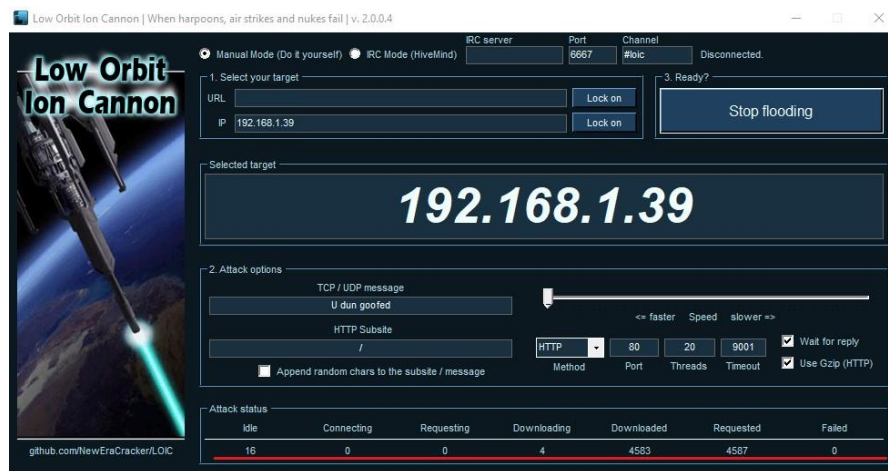 Low Orbit Ion Cannon | When harpoons, air strikes and nukes fail | v. 2.0.0.4
Low Orbit
Ion Cannon
IRC server Port Channel
Manual Mode (Do it yourself) IRC Mode (HiveMind) 6667 #loic Disconnected.
1. Select your target
URL Lock on
IP 192.168.1.39 Lock on
3. Ready?
Stop flooding
Selected target
192.168.1.39
2. Attack options
TCP / UDP message
U dun goofed
HTTP Subsite
/
Append random chars to the subsite / message
<= faster Speed slower =>
HTTP 80 20 9001 Wait for reply
Method Port Threads Timeout Use Gzip (HTTP)
Attack status
Idle Connecting Requesting Downloading Downloaded Requested Failed
16 0 0 4 4583 4587 0
github.com/NewEraCracker/LOIC